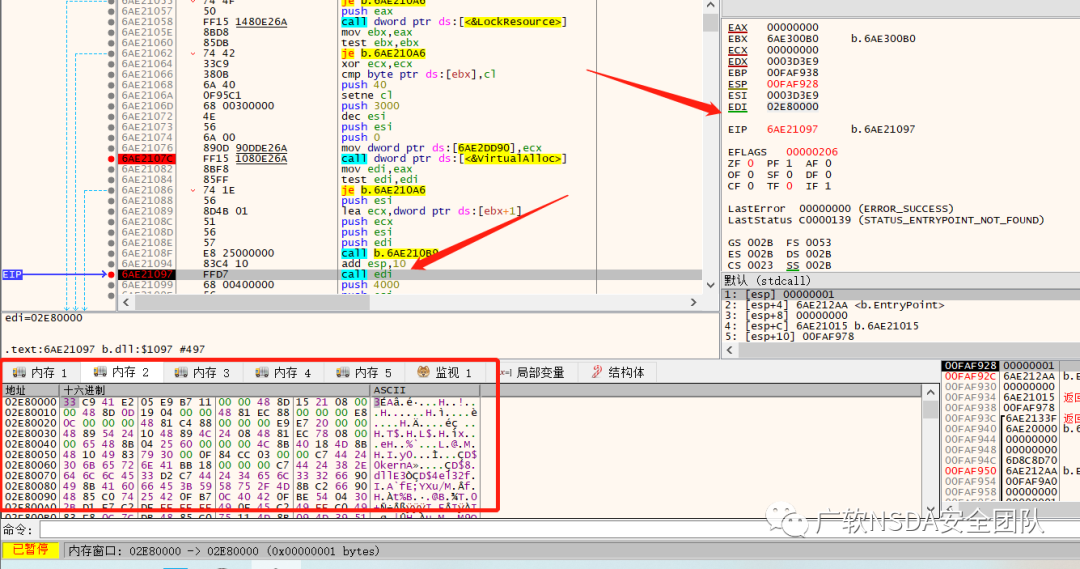 6AE21055 74 4F je b.6AE210A6
6AE21057 50 push eax
6AE21058 FF15 1480E26A call dword ptr ds:[<&LockResource>]
6AE2105E 8BD8 mov ebx,eax
6AE21060 85DB test ebx,ebx
6AE21062 74 42 je b.6AE210A6
6AE21064 33C9 xor ecx,ecx
6AE21066 380B cmp byte ptr ds:[ebx],cl
6AE21068 6A 40 push 40
6AE2106A 0F95C1 setne cl
6AE2106D 68 00300000 push 3000
6AE21072 4E dec esi
6AE21073 56 push esi
6AE21074 6A 00 push 0
6AE21076 890D 90DDE26A mov dword ptr ds:[6AE2DD90],ecx
6AE2107C FF15 1080E26A call dword ptr ds:[<&VirtualAlloc>]
6AE21082 8BF8 mov edi,eax
6AE21084 85FF test edi,edi
6AE21086 74 1E je b.6AE210A6
6AE21088 56 push esi
6AE21089 8D4B 01 lea ecx,dword ptr ds:[ebx+1]
6AE2108C 51 push ecx
6AE2108D 56 push esi
6AE2108E 57 push edi
6AE2108F E8 25000000 call b.6AE210B9
6AE21094 83C4 10 add esp,10
EIP 6AE21097 FFD7 call edi
6AE21099 68 00400000 push 4000
edi=02E80000
.text:6AE21097 b.dll:$1097 #497
EAX 00000000
EBX 6AE300B0 b.6AE300B0
ECX 00000000
EDX 0003D3E9
EBP 00FAF938
ESP 00FAF928
ESI 0003D3E9
EDI 02E80000
EIP 6AE21097 b.6AE21097
EFLAGS 00000206
ZF 0 PF 1 AF 0
OF 0 SF 0 DF 0
CF 0 TF 0 IF 1
LastError 00000000 (ERROR_SUCCESS)
LastStatus C0000139 (STATUS_ENTRYPOINT_NOT_FOUND)
GS 002B FS 0053
ES 002B DS 002B
CS 0023 SS 002B
默认 (stdcall)
1: [esp] 00000001
2: [esp+4] 6AE212AA <b.EntryPoint>
3: [esp+8] 00000000
4: [esp+C] 6AE21015 b.6AE21015
5: [esp+10] 00FAF978
内存 1 内存 2 内存 3 内存 4 内存 5 监视 1 局部变量 结构体
地址 十六进制 ASCII
02E80000 33 C9 41 E2 05 E9 B7 11 00 00 48 8D 15 21 08 00
02E80010 00 48 8D 0D 19 04 00 00 48 81 EC 88 00 00 00 E8
02E80020 0C 00 00 00 48 81 C4 88 00 00 00 E9 E7 20 00 00
02E80030 48 89 54 24 10 48 89 4C 24 08 48 81 EC 78 08 00
02E80040 00 65 48 8B 04 25 60 00 00 00 4C 8B 40 18 4D 8B
02E80050 48 10 49 83 79 30 00 0F 84 CC 03 00 00 C7 44 24
02E80060 30 6B 65 72 6E 41 BB 18 00 00 00 C7 44 24 38 2E
02E80070 64 6C 6C 45 33 D2 C7 44 24 34 65 6C 33 32 66 90
02E80080 49 8B 41 60 66 45 3B 59 58 75 2F 4D 8B C2 66 90
02E80090 48 85 C0 74 25 42 0F B7 0C 40 42 0F BE 54 04 30
00FAF928 00000001
00FAF92C 6AE212AA
00FAF930 00000000
00FAF934 6AE21015
00FAF938 00FAF978
00FAF93C 6AE2133F
00FAF940 6AE20000
00FAF944 00000000
00FAF948 00000000
00FAF94C 6D8C8D70
00FAF950 6AE212AA
00FAF954 00FAF9A0
00FAF958 00000000
命令:
已暂停 内存窗口: 02E80000 -> 02E80000 (0x00000001 bytes)
广软NSDA安全团队